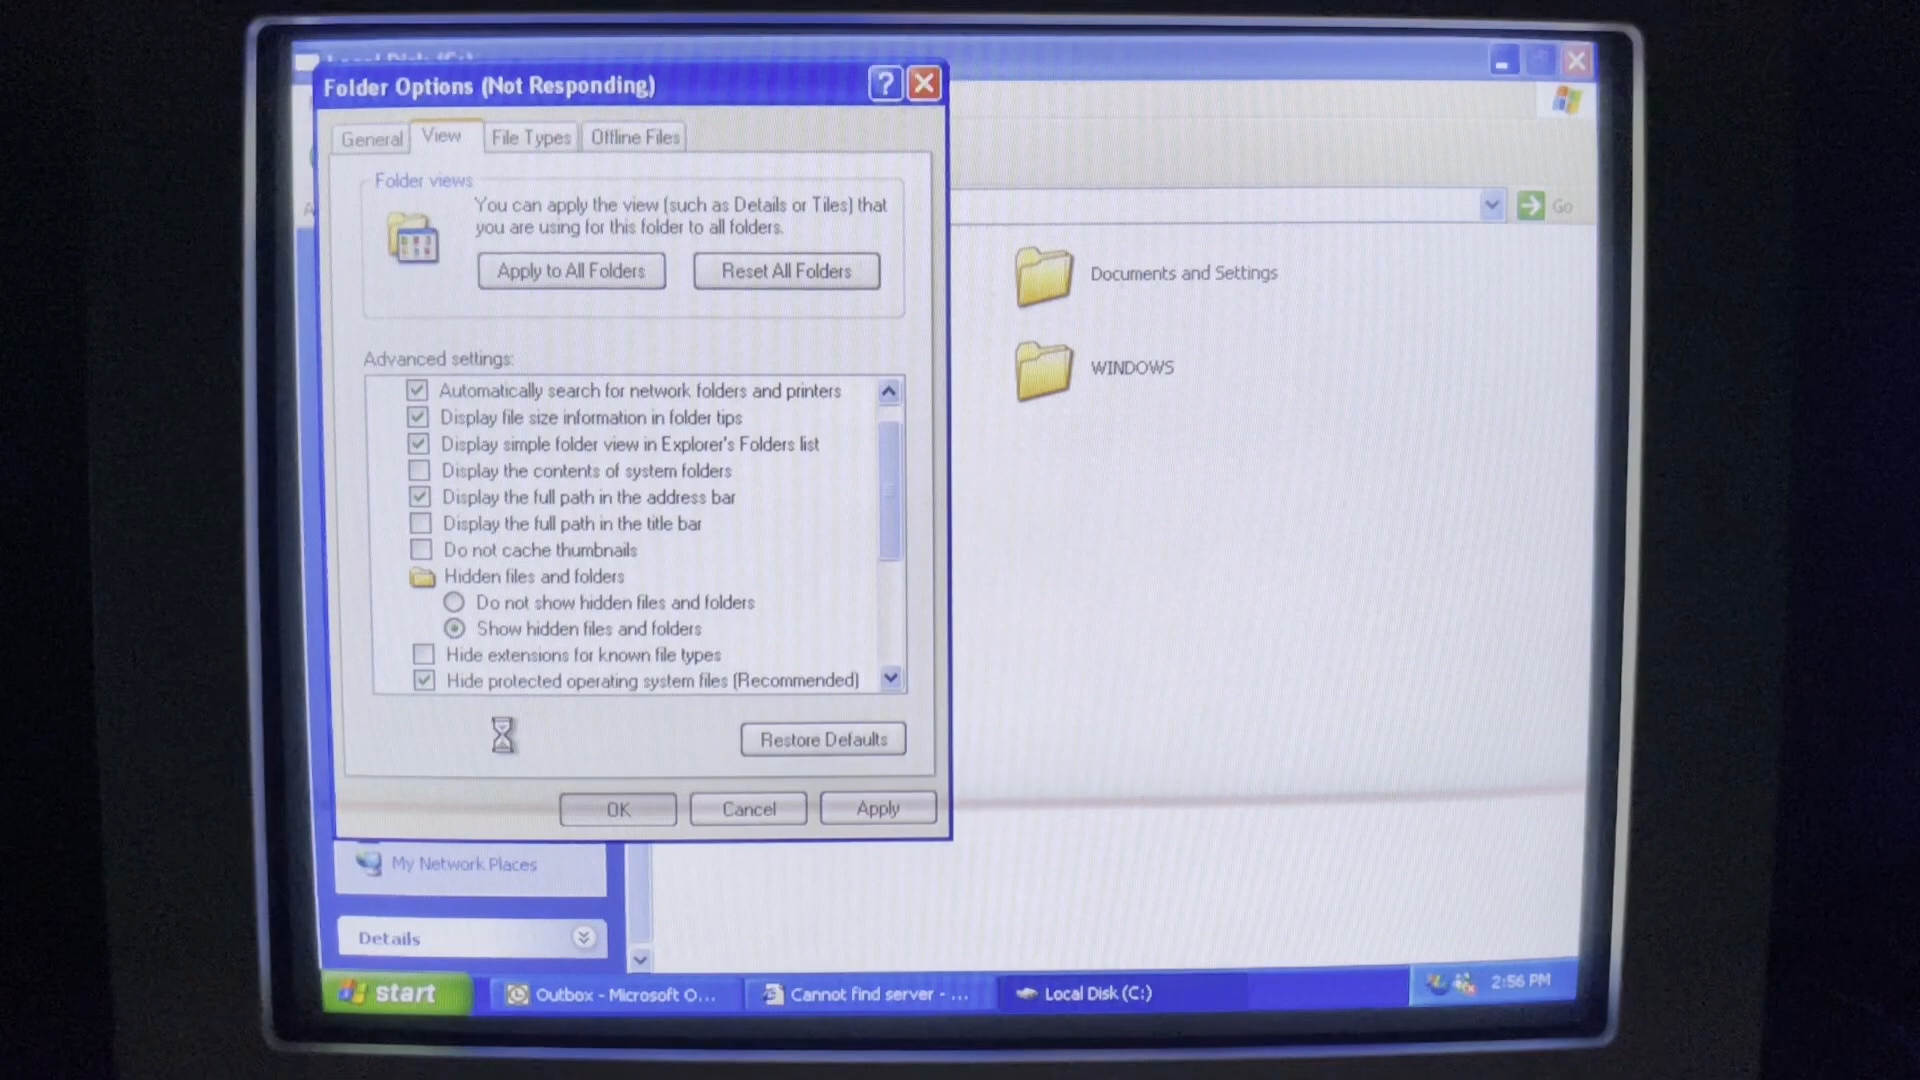 Local Disk (C:)
Folder Options (Not Responding)
?
General
View
File Types
Offline Files
Folder views
You can apply the view (such as Details or Tiles) that
you are using for this folder to all folders.
Apply to All Folders
Reset All Folders
Advanced settings:
Automatically search for network folders and printers
Display file size information in folder tips
Display simple folder view in Explorer's Folders list
Display the contents of system folders
Display the full path in the address bar
Display the full path in the title bar
Do not cache thumbnails
Hidden files and folders
Do not show hidden files and folders
Show hidden files and folders
Hide extensions for known file types
Hide protected operating system files (Recommended)
Restore Defaults
OK
Cancel
Apply
Go
Documents and Settings
WINDOWS
My Network Places
Details
start
Outbox - Microsoft O...
Cannot find server - ...
Local Disk (C:)
2:56 PM